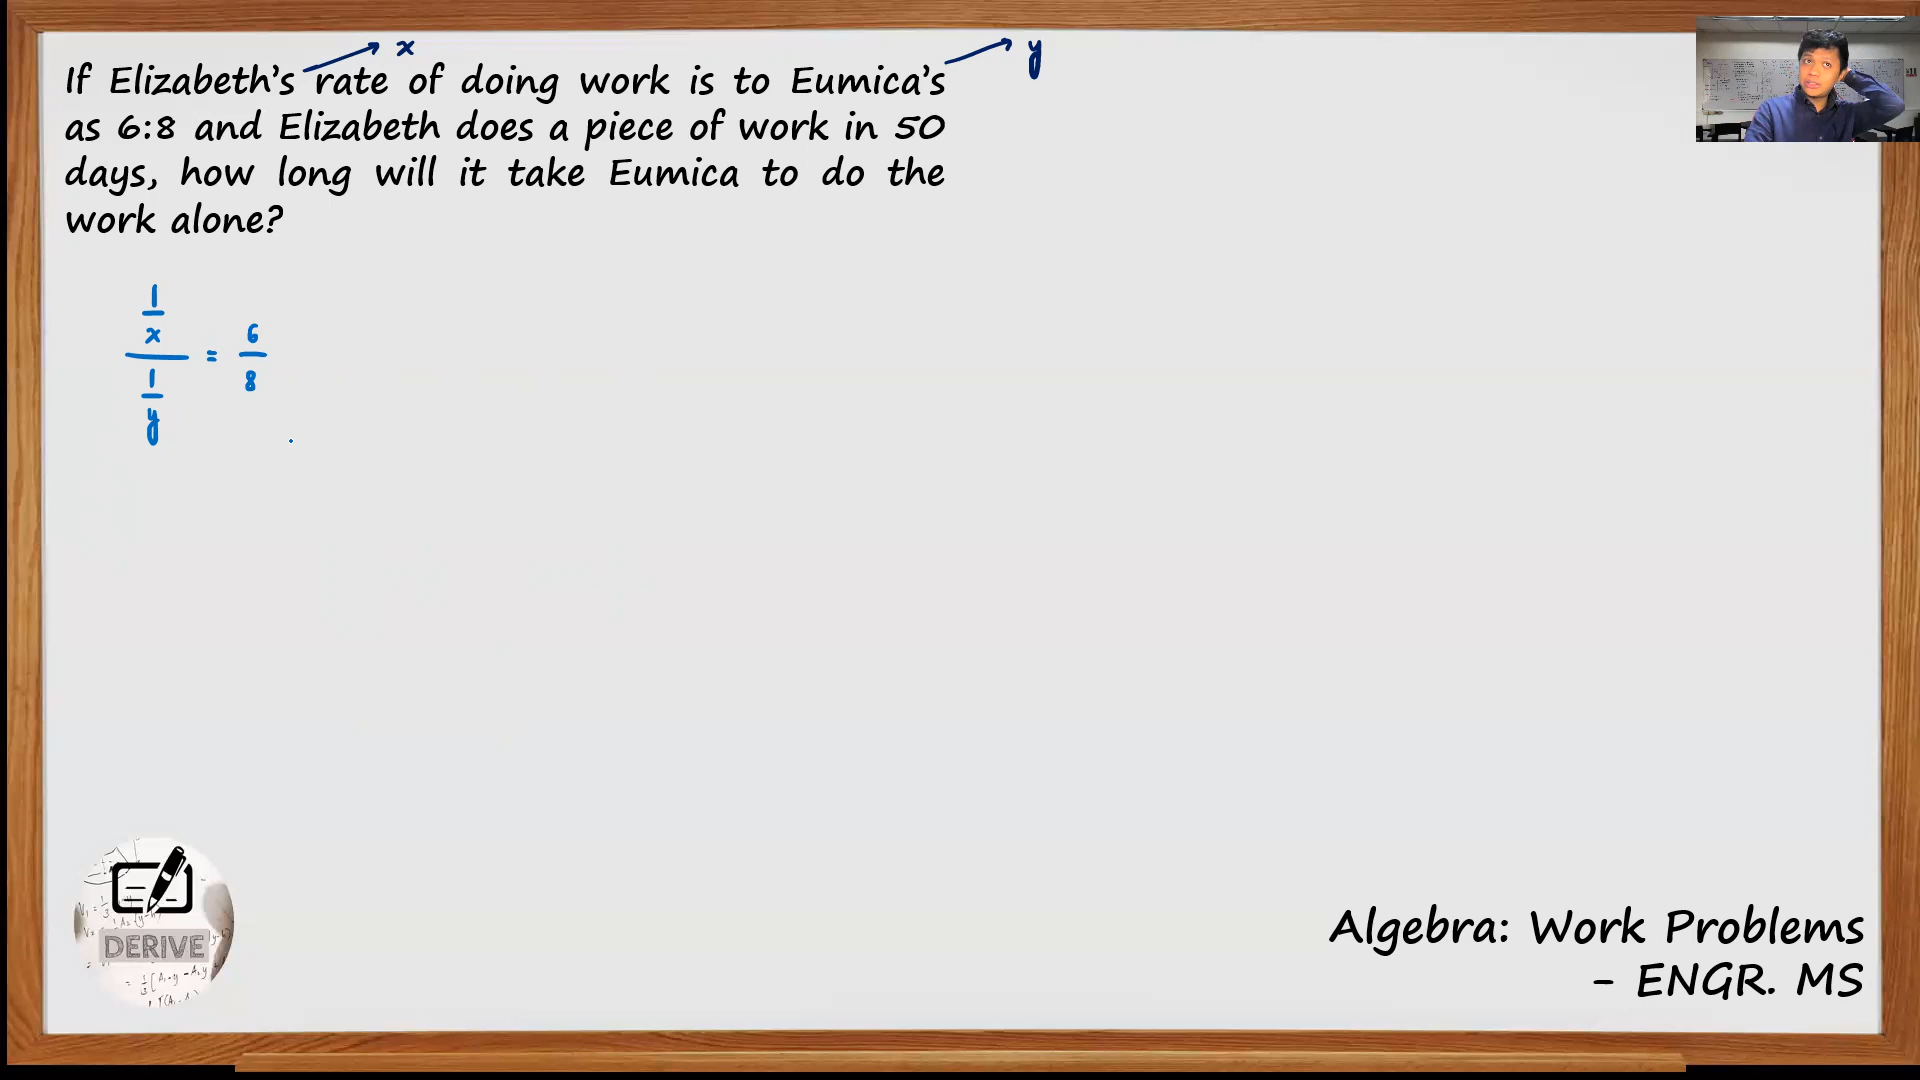 x
y
If Elizabeth's rate of doing work is to Eumica's
as 6:8 and Elizabeth does a piece of work in 50
days, how long will it take Eumica to do the
work alone?
1
x
= 6
8
1
y
DERIVE
Algebra: Work Problems
- ENGR. MS